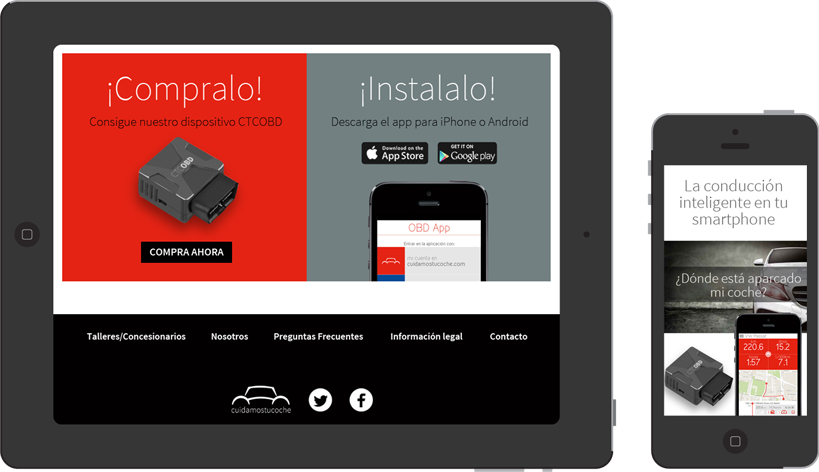 ¡Compralo!
Consigue nuestro dispositivo CTCOBD
CTCOBD
COMPRA AHORA
¡Instalalo!
Descarga el app para iPhone o Android
Download on the
App Store
GET IT ON
Google play
OBD App
Entrar en la aplicación con:
MI CUENTA EN
cuidamostucoche.com
Talleres/Concesionarios
Nosotros
Preguntas Frecuentes
Información legal
Contacto
cuidamostucoche
La conducción
inteligente en tu
smartphone
¿Dónde está aparcado
mi coche?
OBD
220.6
15.2
1:57
7.1